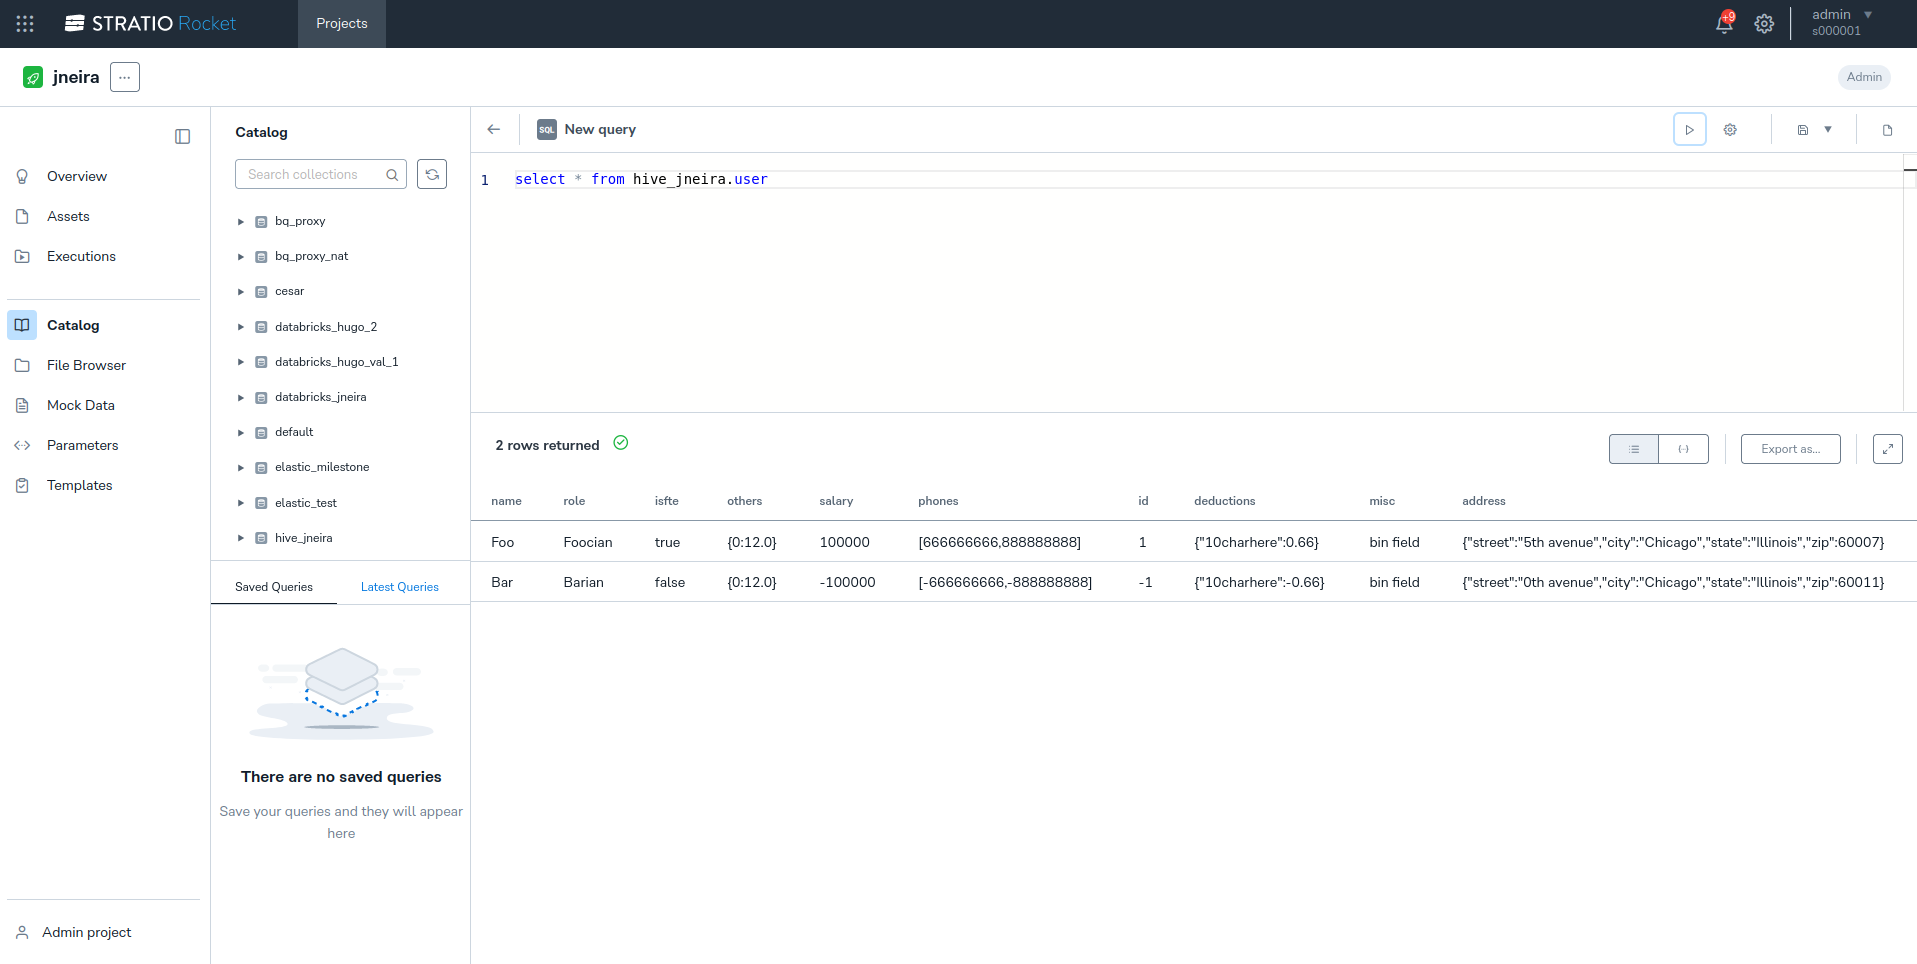 STRATIO Rocket
Projects
+9
admin
s000001
jneira
...
Admin
Overview
Assets
Executions
Catalog
File Browser
Mock Data
Parameters
Templates
Admin project
Catalog
Search collections
bq_proxy
bq_proxy_nat
cesar
databricks_hugo_2
databricks_hugo_val_1
databricks_jneira
default
elastic_milestone
elastic_test
hive_jneira
Saved Queries Latest Queries
There are no saved queries
Save your queries and they will appear
here
SQL New query
1 select * from hive_jneira.user
2 rows returned
Export as...
name role isfte others salary phones id deductions misc address
Foo Foocian true {0:12.0} 100000 [666666666,888888888] 1 {"10charhere":0.66} bin field {"street":"5th avenue","city":"Chicago","state":"Illinois","zip":60007}
Bar Barian false {0:12.0} -100000 [-666666666,-888888888] -1 {"10charhere":-0.66} bin field {"street":"0th avenue","city":"Chicago","state":"Illinois","zip":60011}